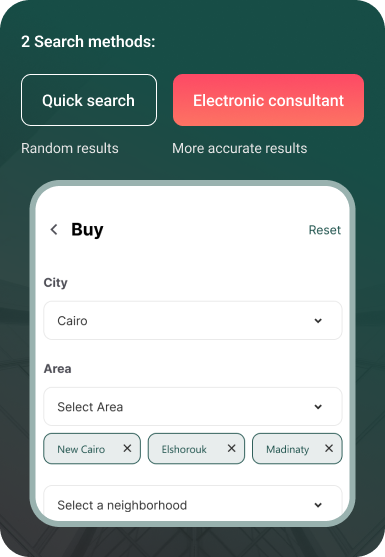 2 Search methods:
Quick search
Electronic consultant
Random results
More accurate results
Buy
Reset
City
Cairo
Area
Select Area
New Cairo
Elshorouk
Madinaty
Select a neighborhood